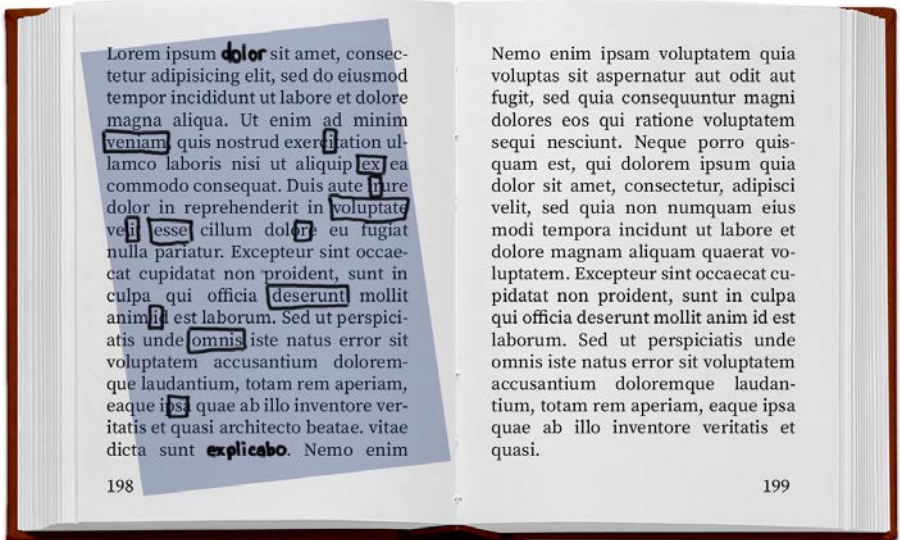 Lorem ipsum dolor sit amet, consec-
tetur adipisicing elit, sed do eiusmod
tempor incididunt ut labore et dolore
magna aliqua. Ut enim ad minim
veniam, quis nostrud exercitation ul-
lamco laboris nisi ut aliquip ex ea
commodo consequat. Duis aute irure
dolor in reprehenderit in voluptate
velit esse cillum dolore eu fugiat
nulla pariatur. Excepteur sint occae-
cat cupidatat non proident, sunt in
culpa qui officia deserunt mollit
anim id est laborum. Sed ut perspici-
atis unde omnis iste natus error sit
voluptatem accusantium dolorem-
que laudantium, totam rem aperiam,
eaque ipsa quae ab illo inventore ver-
itatis et quasi architecto beatae. vitae
dicta sunt explicabo. Nemo enim
198
Nemo enim ipsam voluptatem quia
voluptas sit aspernatur aut odit aut
fugit, sed quia consequuntur magni
dolores eos qui ratione voluptatem
sequi nesciunt. Neque porro quis-
quam est, qui dolorem ipsum quia
dolor sit amet, consectetur, adipisci
velit, sed quia non numquam eius
modi tempora incidunt ut labore et
dolore magnam aliquam quaerat vo-
luptatem. Excepteur sint occaecat cu-
pidatat non proident, sunt in culpa
qui officia deserunt mollit anim id est
laborum. Sed ut perspiciatis unde
omnis iste natus error sit voluptatem
accusantium doloremque laudan-
tium, totam rem aperiam, eaque ipsa
quae ab illo inventore veritatis et
quasi.
199